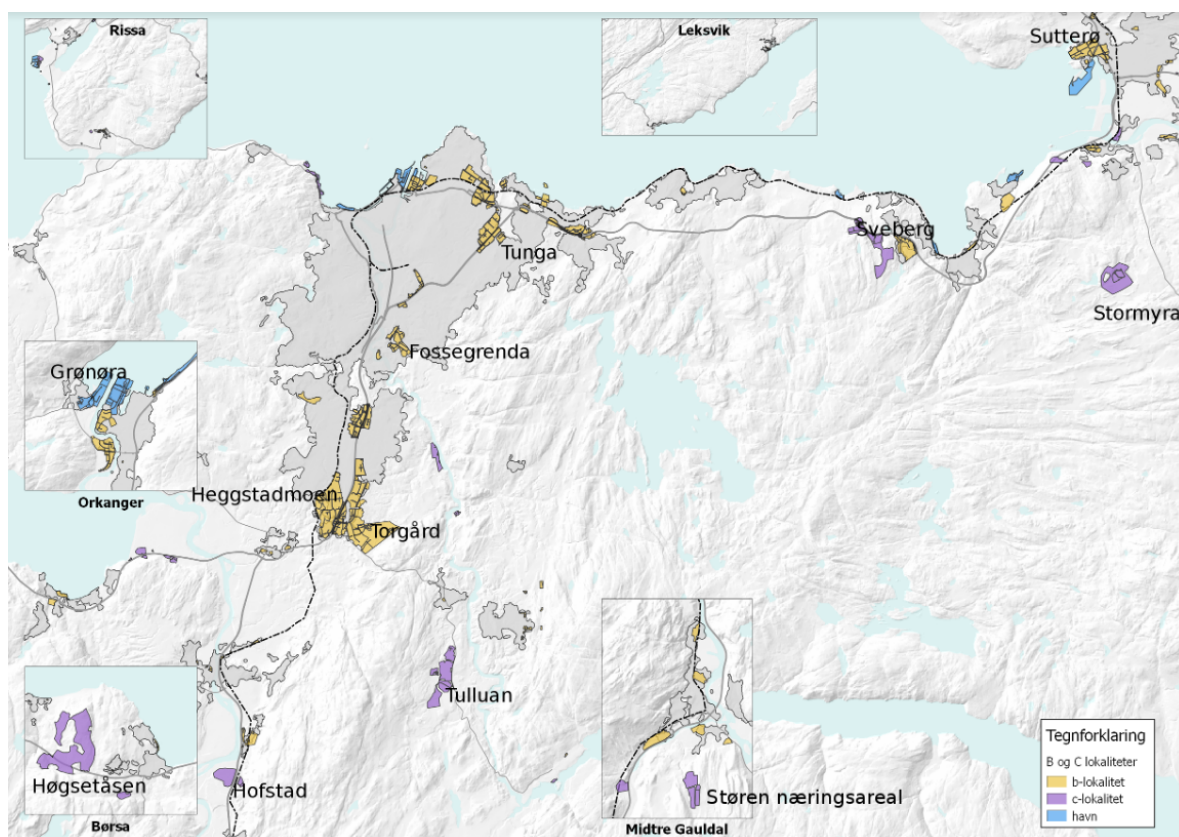 Rissa
Leksvik
Sutterø
Tunga
Sveberg
Stormyra
Fossegrenda
Grønøra
Orkanger
Heggstadmoen
Torgård
Tulluan
Høgsetåsen
Børsa
Hofstad
Støren næringsareal
Midtre Gauldal
Tegnforklaring
B og C lokaliteter
b-lokalitet
c-lokalitet
havn